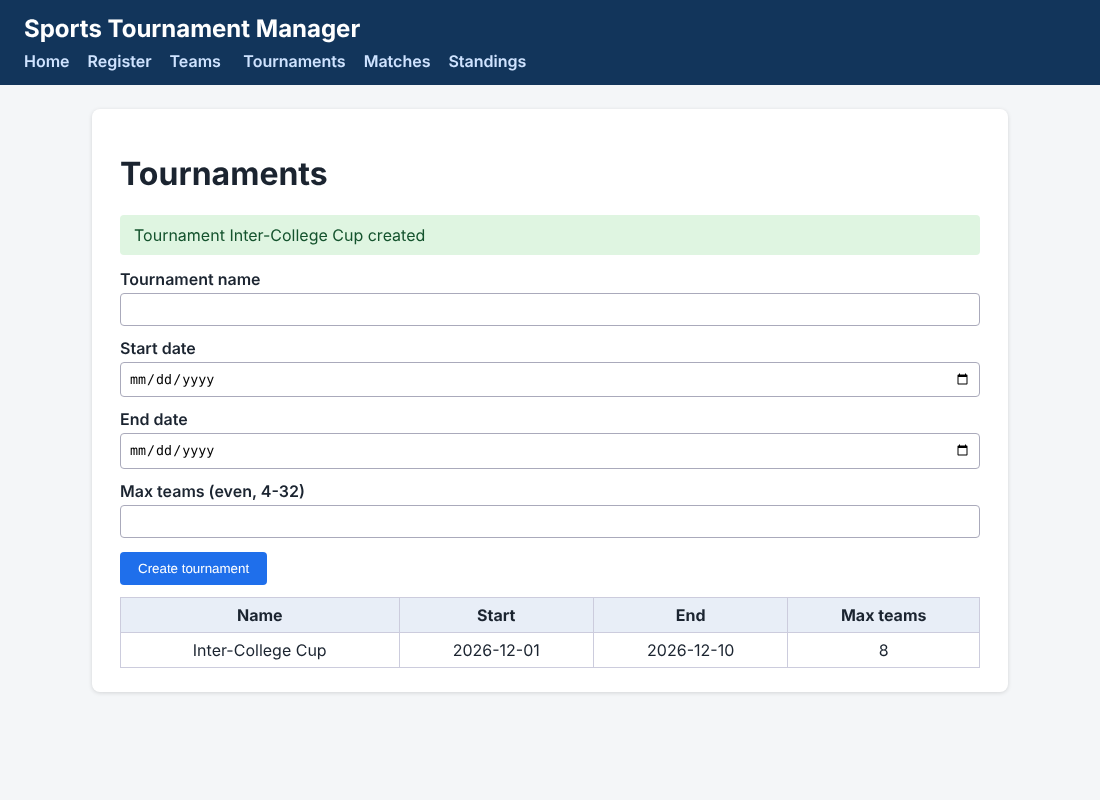 Sports Tournament Manager
Home Register Teams Tournaments Matches Standings
Tournaments
Tournament Inter-College Cup created
Tournament name
Start date
mm/dd/yyyy
End date
mm/dd/yyyy
Max teams (even, 4-32)
Create tournament
Name Start End Max teams
Inter-College Cup 2026-12-01 2026-12-10 8